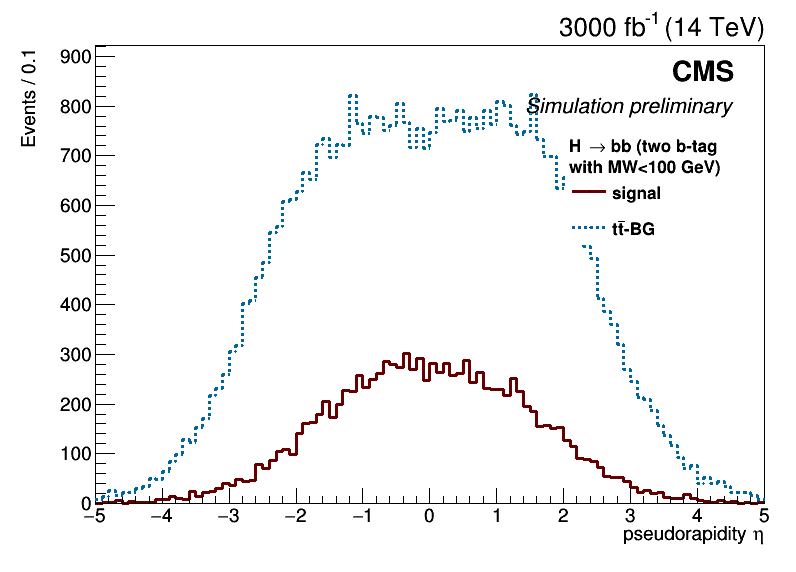 3000 fb⁻¹ (14 TeV)
CMS
Simulation preliminary
H → bb (two b-tag
with MW<100 GeV)
signal
tt̄-BG
Events / 0.1
900
800
700
600
500
400
300
200
100
0
−5 −4 −3 −2 −1 0 1 2 3 4 5
pseudorapidity η